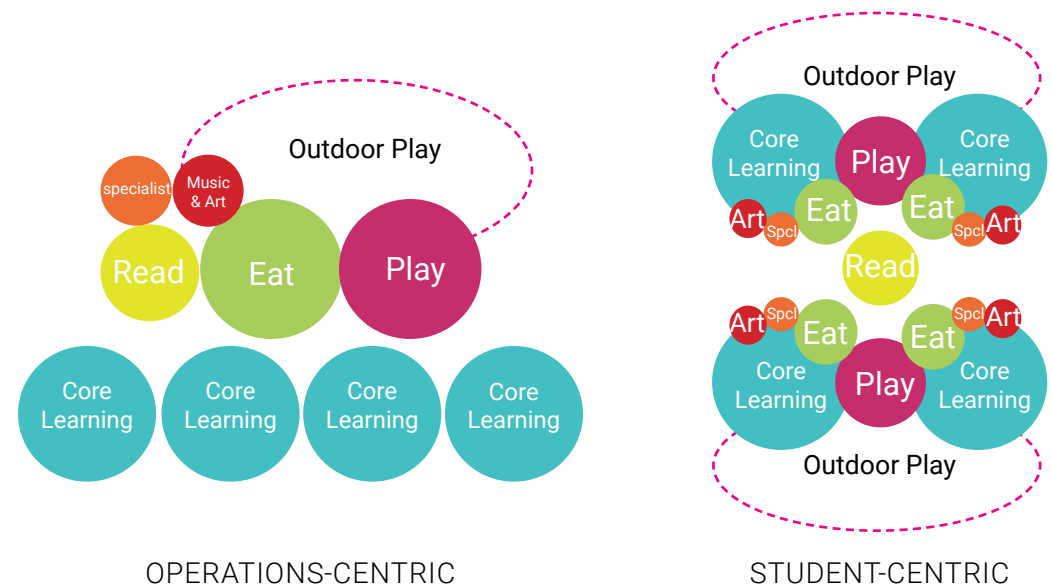 Outdoor Play
specialist
Music
& Art
Read
Eat
Play
Core
Learning
Core
Learning
Core
Learning
Core
Learning
OPERATIONS-CENTRIC
Outdoor Play
Core
Learning
Play
Core
Learning
Art
Spcl
Eat
Eat
Spcl
Art
Read
Art
Spcl
Eat
Eat
Spcl
Art
Core
Learning
Play
Core
Learning
Outdoor Play
STUDENT-CENTRIC